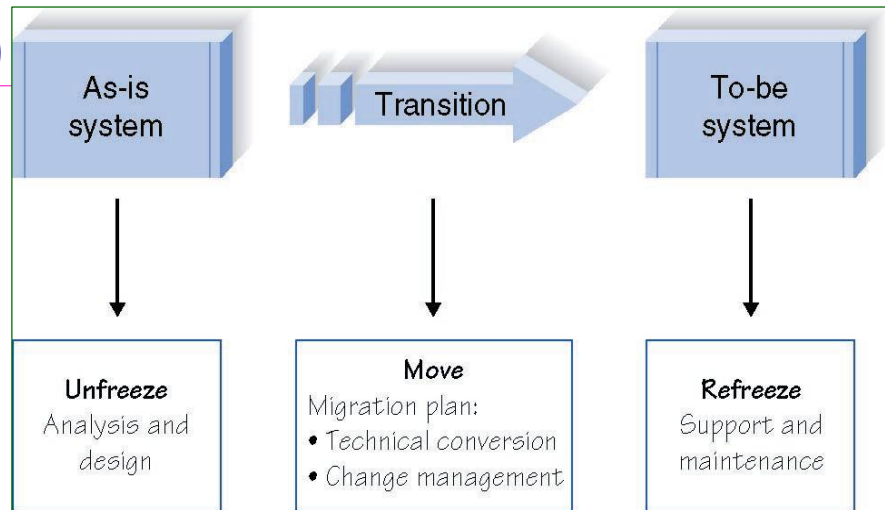 As-is
system
Transition
To-be
system
Unfreeze
Analysis and
design
Move
Migration plan:
• Technical conversion
• Change management
Refreeze
Support and
maintenance